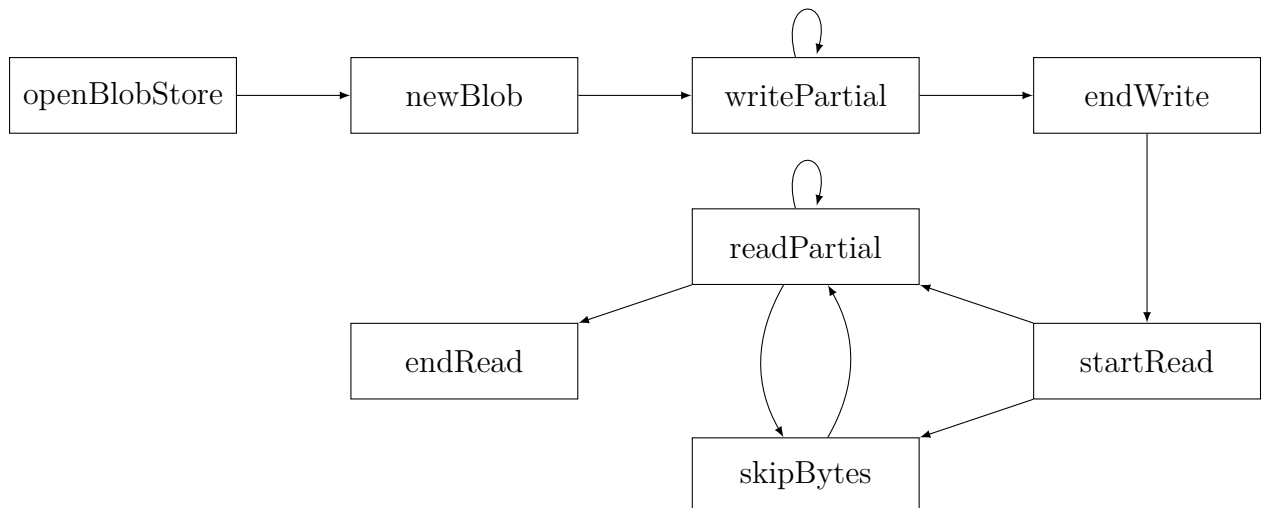 openBlobStore
newBlob
writePartial
endWrite
readPartial
endRead
startRead
skipBytes